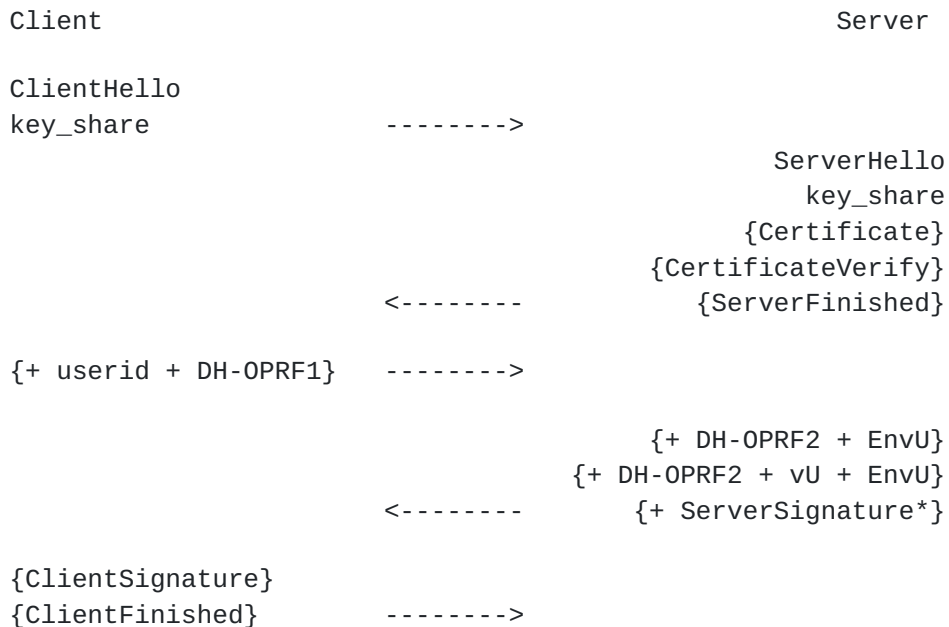 Client                                                Server
ClientHello
key_share                 -------->
                                                 ServerHello
                                                   key_share
                                               {Certificate}
                                         {CertificateVerify}
                          <--------         {ServerFinished}
{+ userid + DH-OPRF1}     -------->
                                         {+ DH-OPRF2 + EnvU}
                                    {+ DH-OPRF2 + vU + EnvU}
                          <--------       {+ ServerSignature*}
{ClientSignature}
{ClientFinished}          -------->